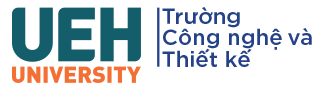 UEH
UNIVERSITY
Trường
Công nghệ và
Thiết kế